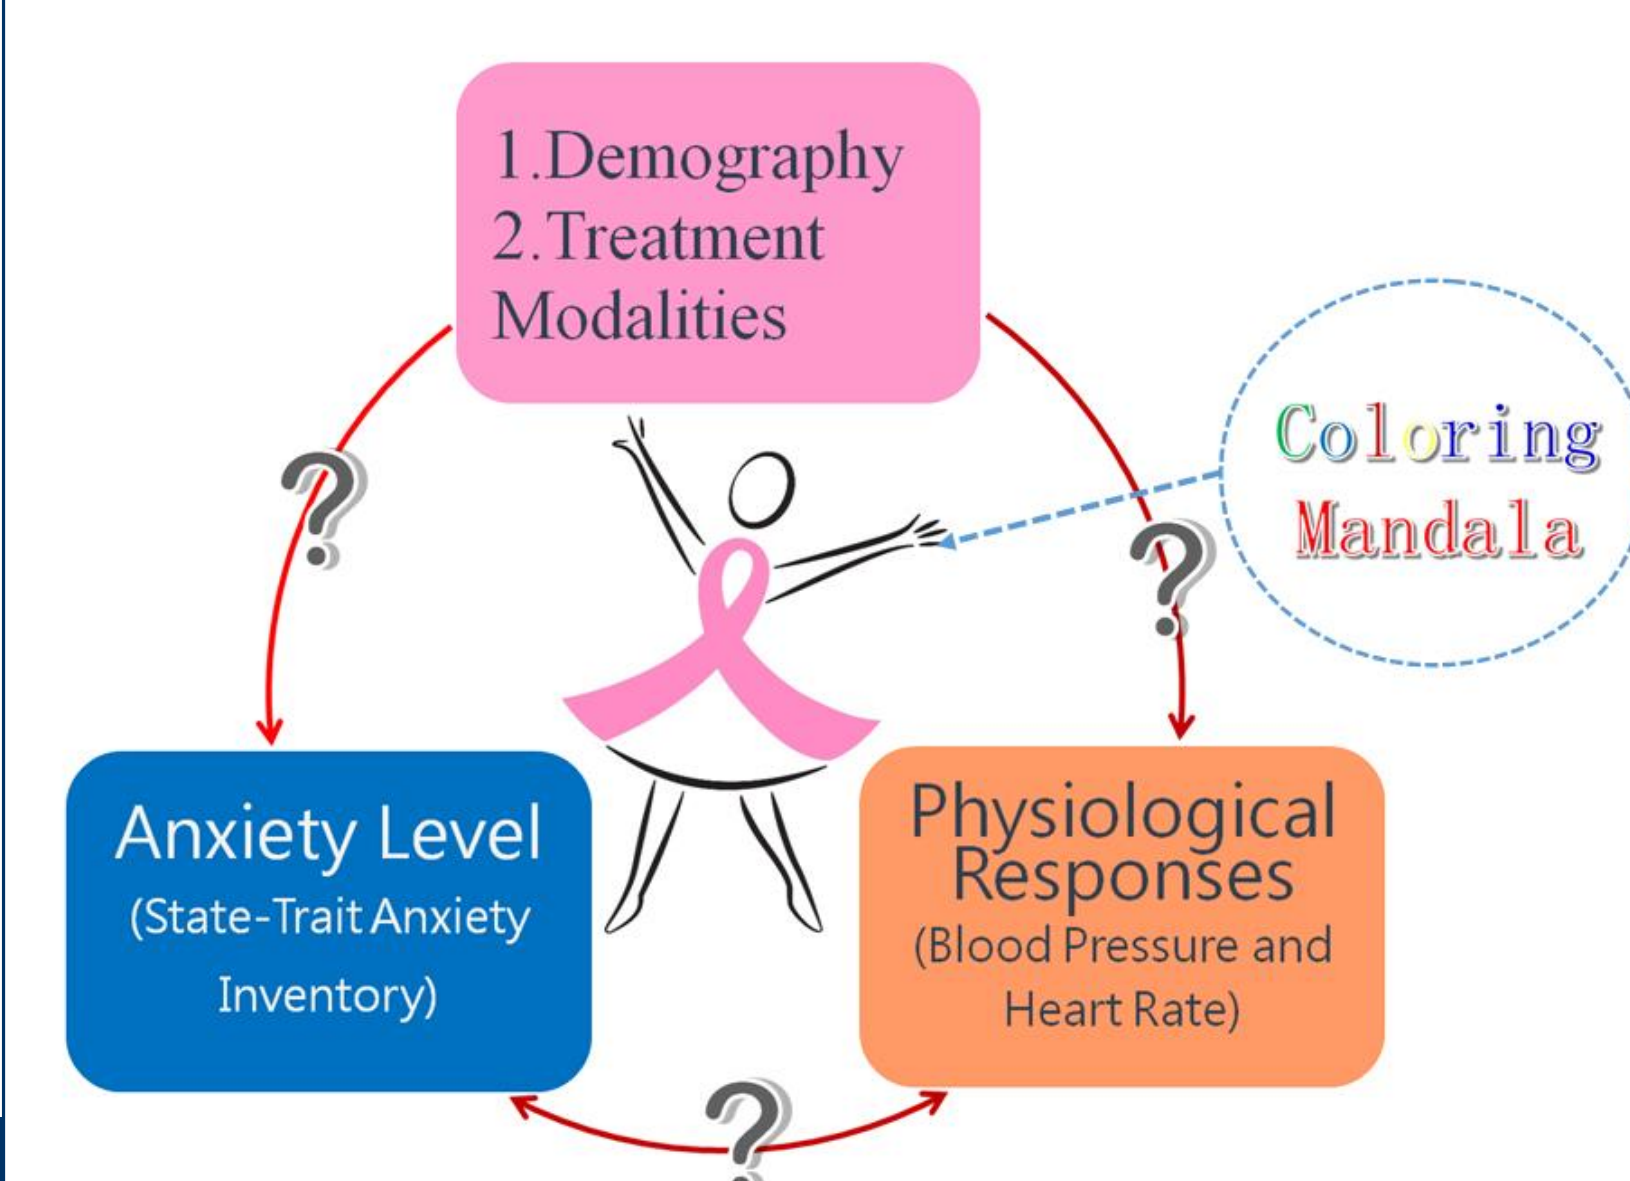 1.Demography
2.Treatment
Modalities
?
Coloring
Mandala
?
Anxiety Level
(State-Trait Anxiety
Inventory)
Physiological
Responses
(Blood Pressure and
Heart Rate)
?